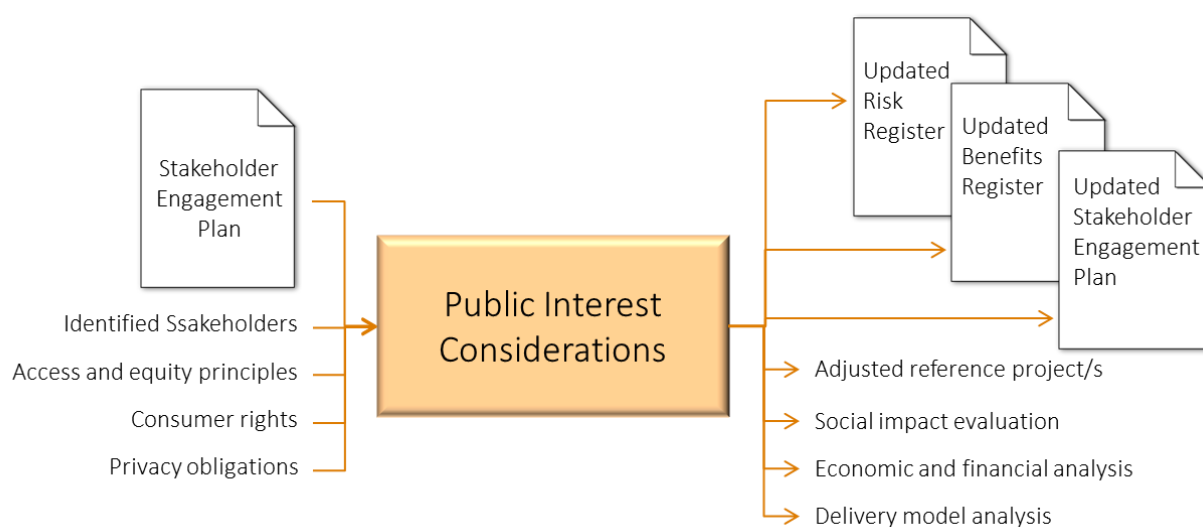 Stakeholder
Engagement
Plan
Identified Ssakeholders
Access and equity principles
Consumer rights
Privacy obligations
Public Interest
Considerations
Updated
Risk
Register
Updated
Benefits
Register
Updated
Stakeholder
Engagement
Plan
Adjusted reference project/s
Social impact evaluation
Economic and financial analysis
Delivery model analysis